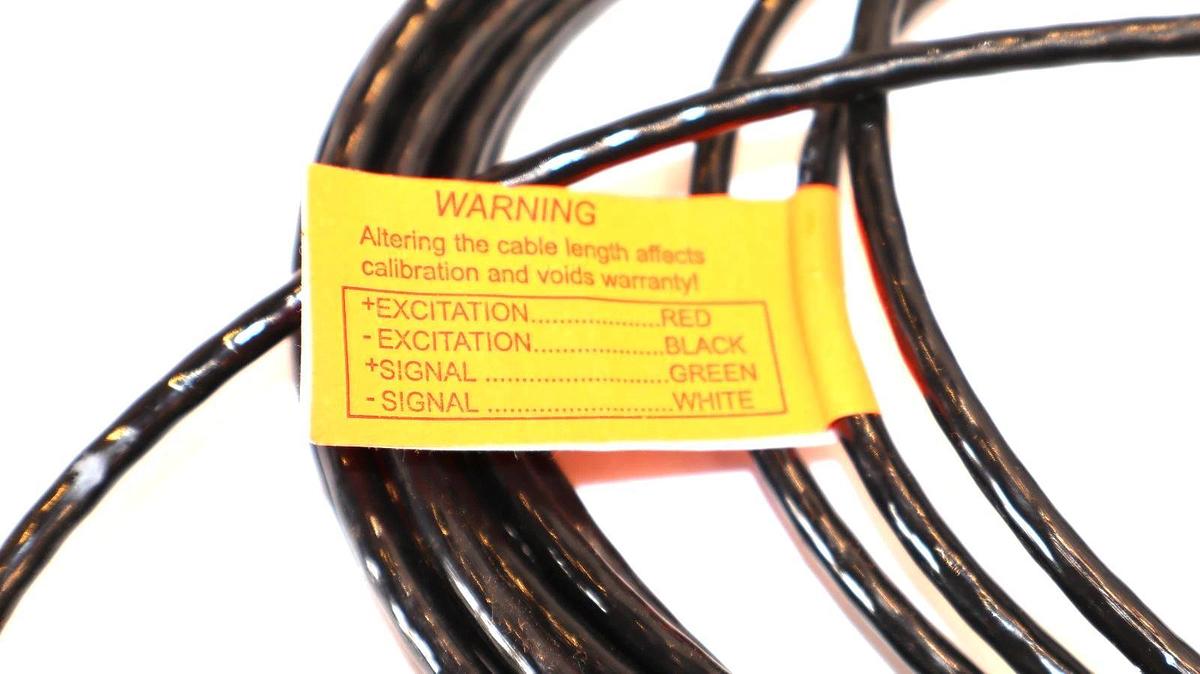 WARNING
Altering the cable length affects
calibration and voids warranty!
+EXCITATION....................RED
- EXCITATION....................BLACK
+SIGNAL ............................GREEN
- SIGNAL ............................WHITE